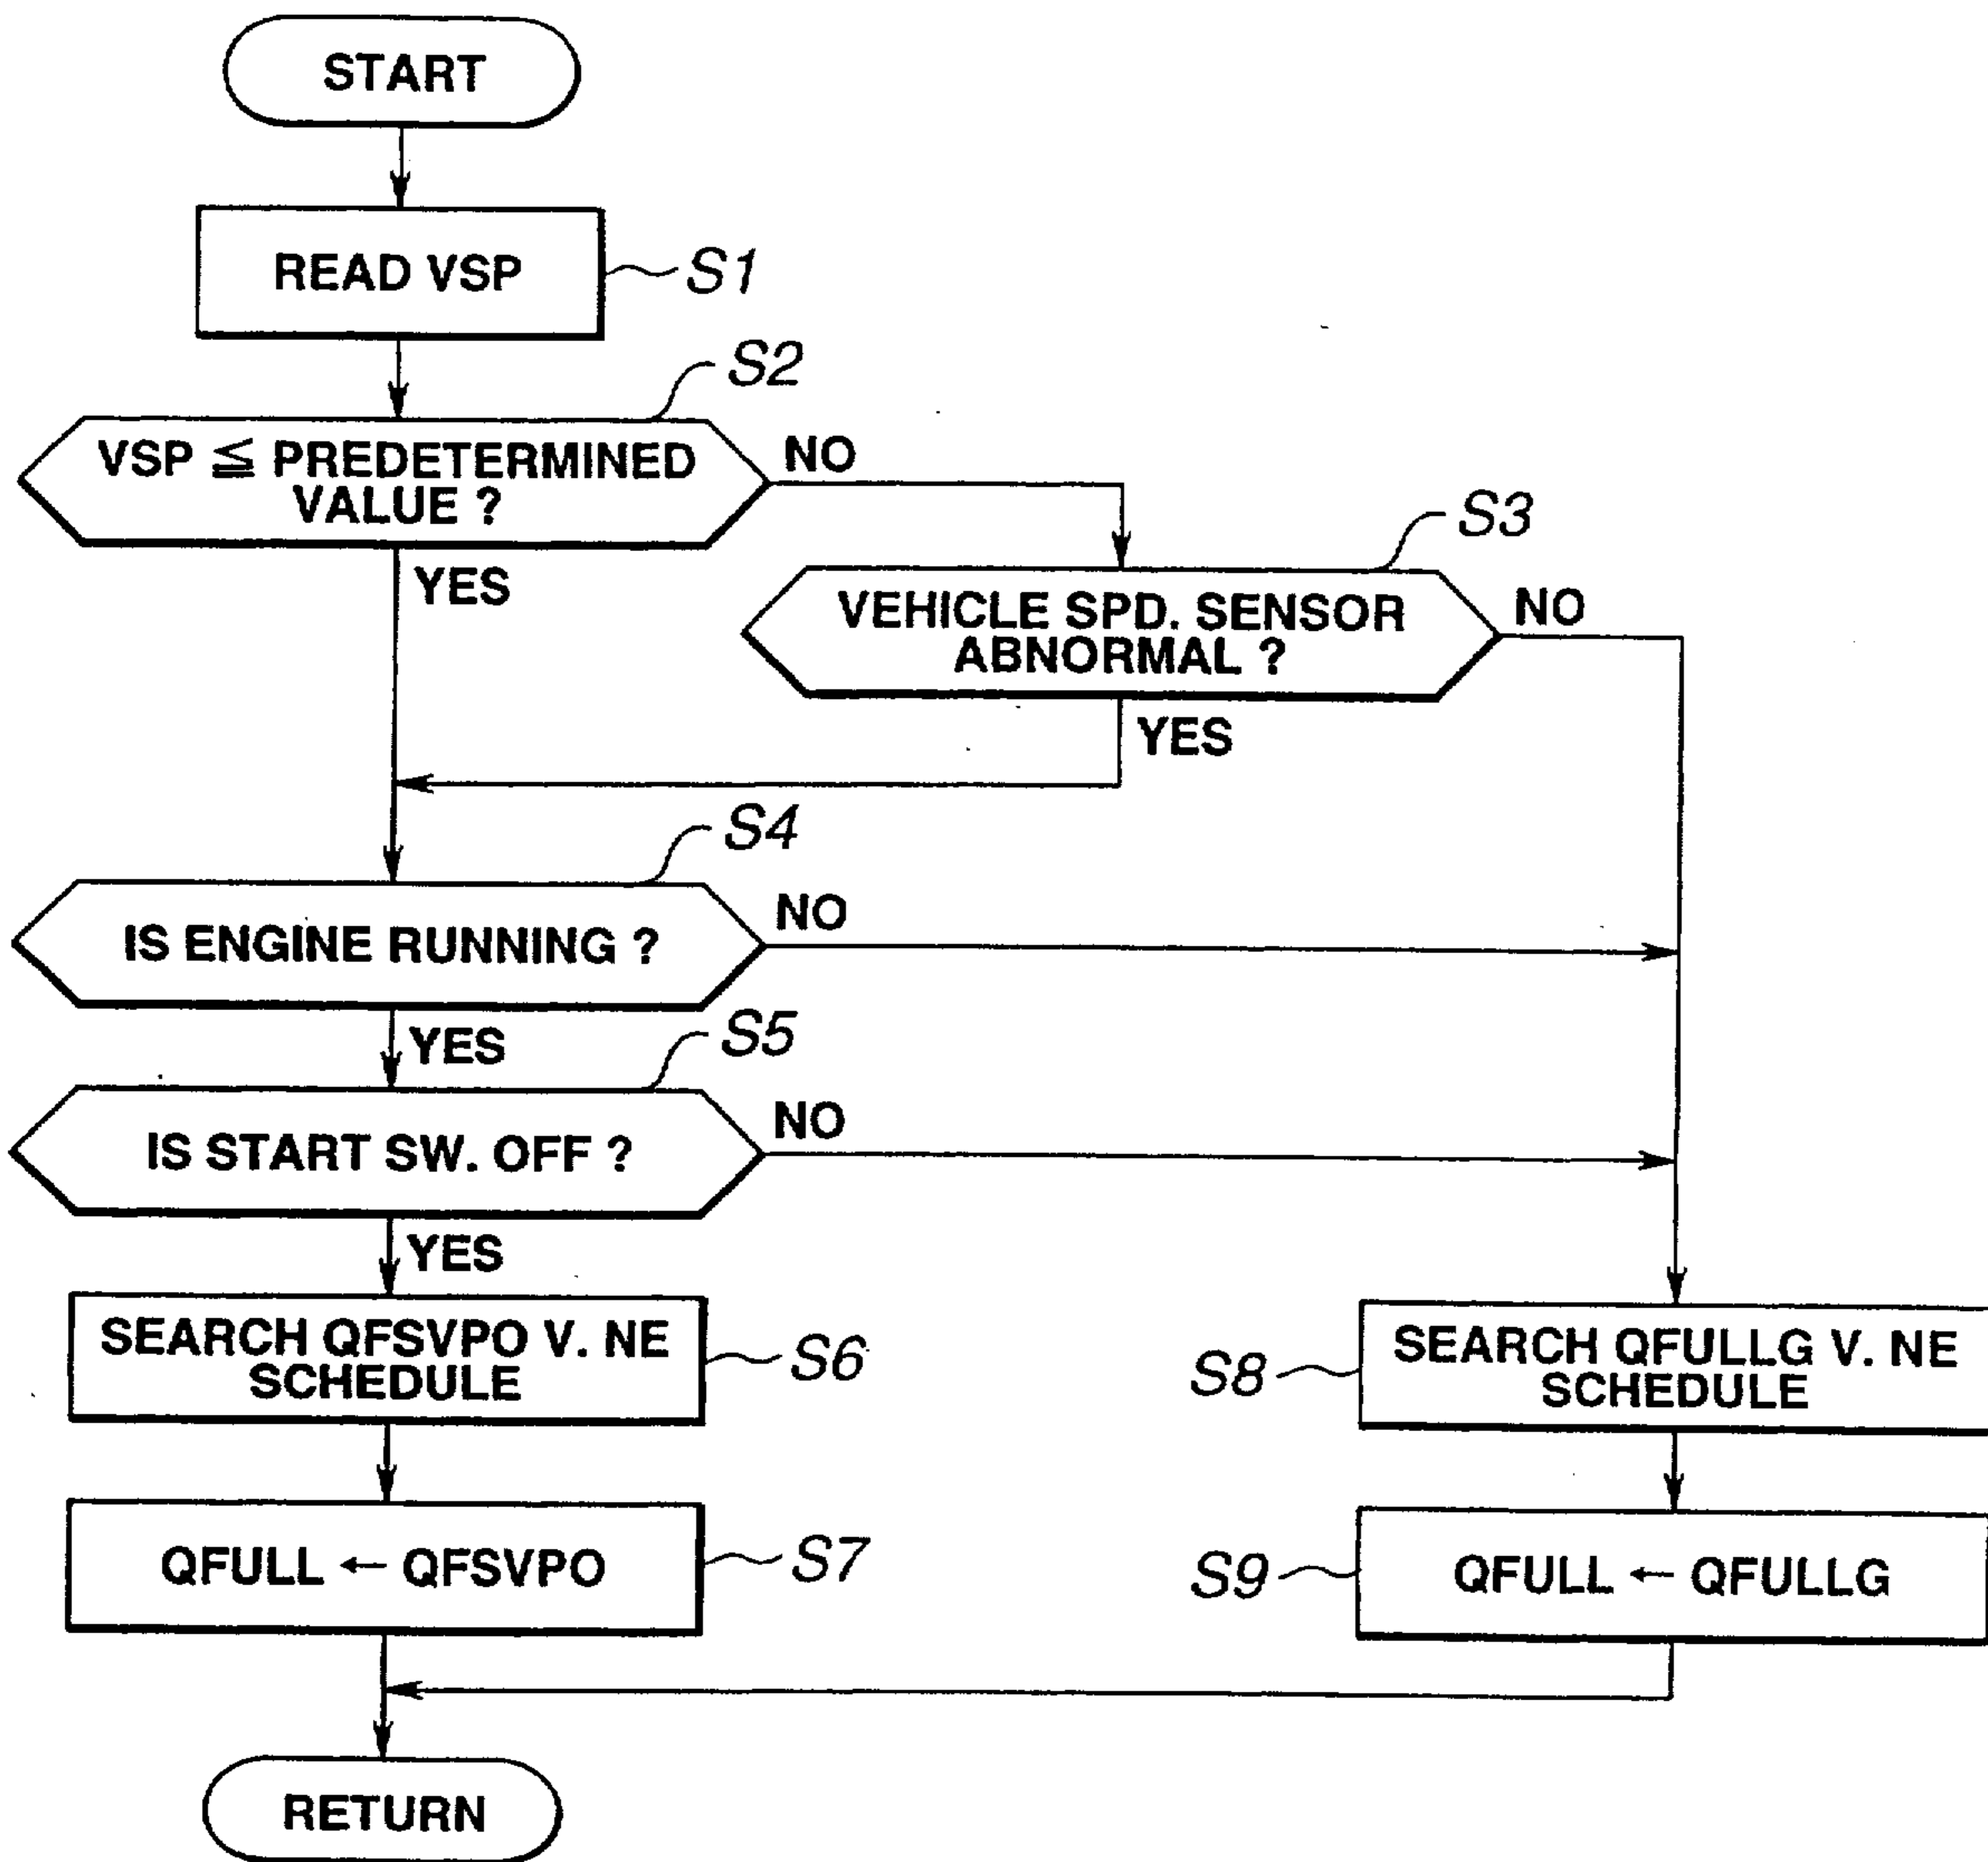 START
READ VSP
S1
S2
VSP ≦ PREDETERMINED
VALUE ?
NO
YES
S3
VEHICLE SPD. SENSOR
ABNORMAL ?
NO
YES
S4
IS ENGINE RUNNING ?
NO
YES
S5
IS START SW. OFF ?
NO
YES
SEARCH QFSVPO V. NE
SCHEDULE
S6
S8
SEARCH QFULLG V. NE
SCHEDULE
QFULL ← QFSVPO
S7
S9
QFULL ← QFULLG
RETURN